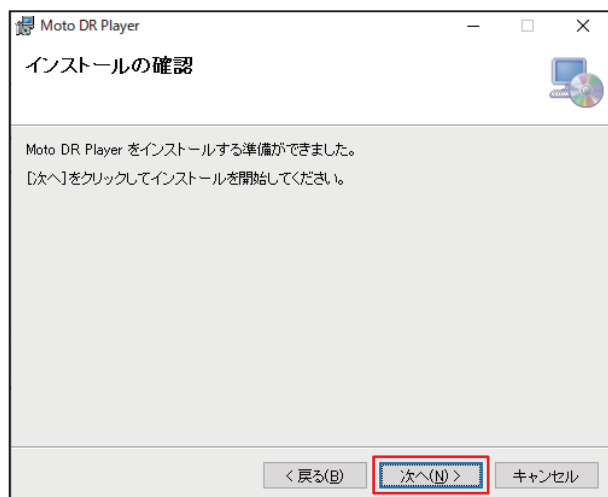 Moto DR Player
インストールの確認
Moto DR Player をインストールする準備ができました。
[次へ]をクリックしてインストールを開始してください。
< 戻る(B)
次へ(N) >
キャンセル